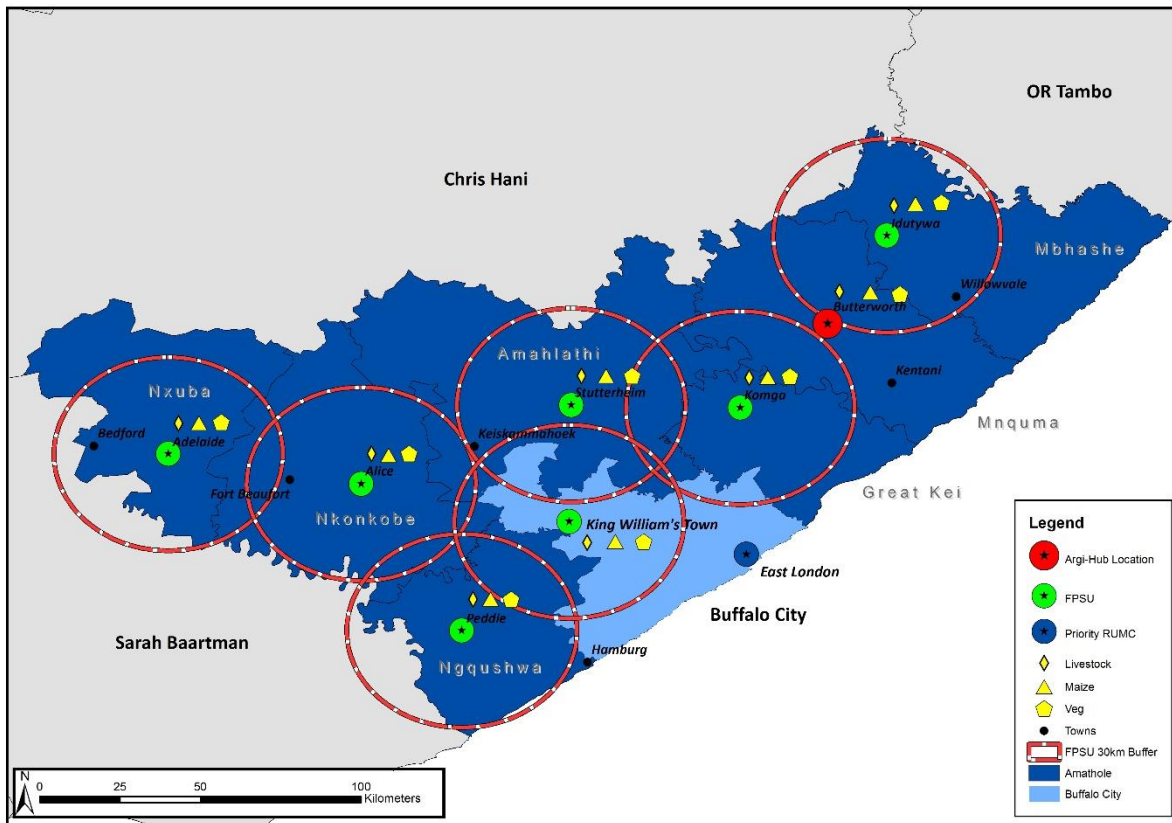 OR Tambo
Chris Hani
Idutywa
Mbhashe
Willowvale
Butterworth
Amahlathi
Stutterheim
Komga
Kentani
Nxuba
Mnquma
Bedford
Adelaide
Keiskammahoek
Alice
Fort Beaufort
Great Kei
Nkonkobe
King William's Town
East London
Peddie
Buffalo City
Sarah Baartman
Ngqushwa
Hamburg
Legend
Argi-Hub Location
FPSU
Priority RUMC
Livestock
Maize
Veg
Towns
FPSU 30km Buffer
Amathole
Buffalo City
N
0 25 50 100
Kilometers